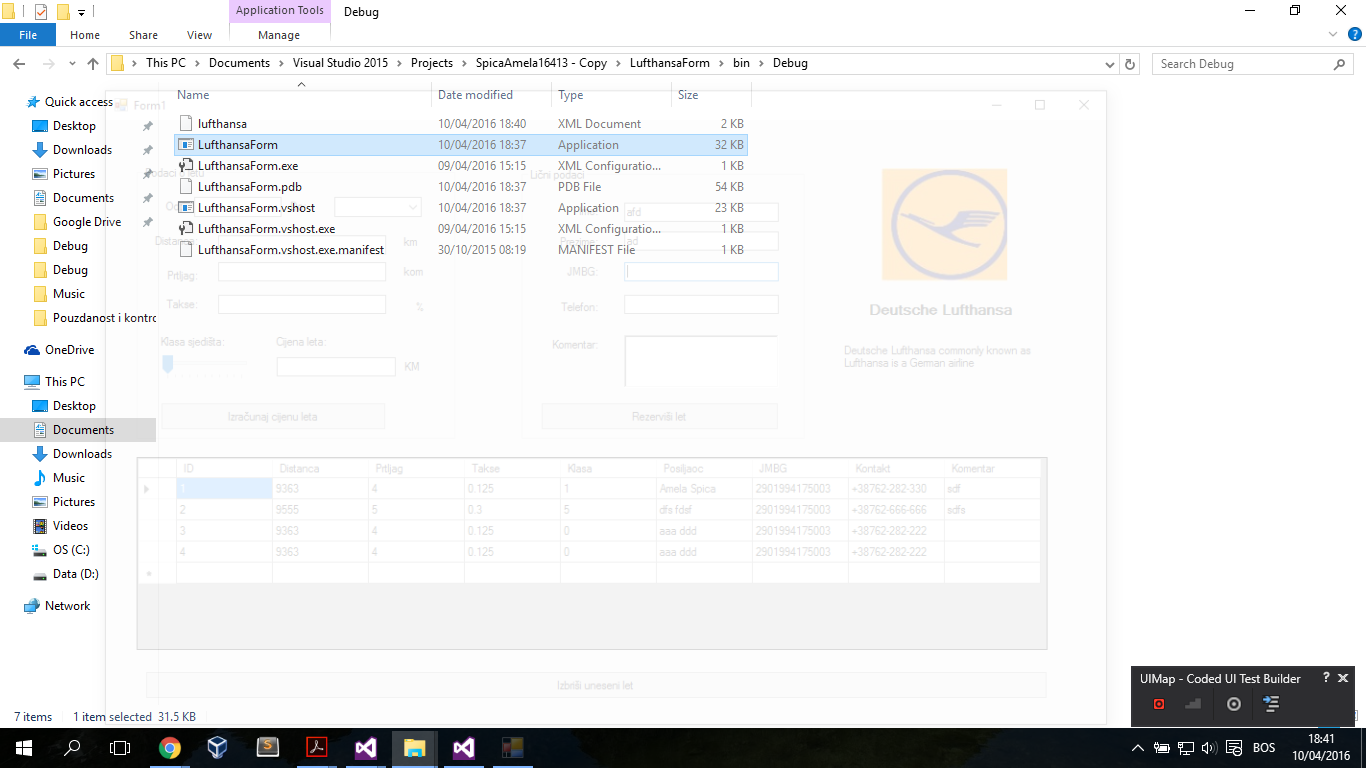 Application Tools
Debug
File Home Share View Manage
This PC Documents Visual Studio 2015 Projects SpicaAmela16413 - Copy LufthansaForm bin Debug
Search Debug
Quick access
Desktop
Downloads
Pictures
Documents
Google Drive
Debug
Debug
Music
Pouzdanost i kontro
OneDrive
This PC
Desktop
Documents
Downloads
Music
Pictures
Videos
OS (C:)
Data (D:)
Network
Name Date modified Type Size
lufthansa 10/04/2016 18:40 XML Document 2 KB
LufthansaForm 10/04/2016 18:37 Application 32 KB
LufthansaForm.exe 09/04/2016 15:15 XML Configuratio... 1 KB
LufthansaForm.pdb 10/04/2016 18:37 PDB File 54 KB
LufthansaForm.vshost 10/04/2016 18:37 Application 23 KB
LufthansaForm.vshost.exe 09/04/2016 15:15 XML Configuratio... 1 KB
LufthansaForm.vshost.exe.manifest 30/10/2015 08:19 MANIFEST File 1 KB
Form1
Lični podaci
km
Prtljag: kom
Takse: %
Klasa sjedišta: Cijena leta:
KM
Izračunaj cijenu leta
afd
ad
JMBG:
Telefon:
Komentar:
Rezerviši let
Deutsche Lufthansa
Deutsche Lufthansa commonly known as
Lufthansa is a German airline
ID Distanca Prtljag Takse Klasa Posiljaoc JMBG Kontakt Komentar
1 9363 4 0.125 1 Amela Spica 2901994175003 +38762-282-330 sdf
2 9555 5 0.3 5 dfs fdsf 2901994175003 +38762-666-666 sdfs
3 9363 4 0.125 0 aaa ddd 2901994175003 +38762-282-222
4 9363 4 0.125 0 aaa ddd 2901994175003 +38762-282-222
Izbriši uneseni let
UIMap - Coded UI Test Builder ?
7 items 1 item selected 31.5 KB
BOS
18:41
10/04/2016